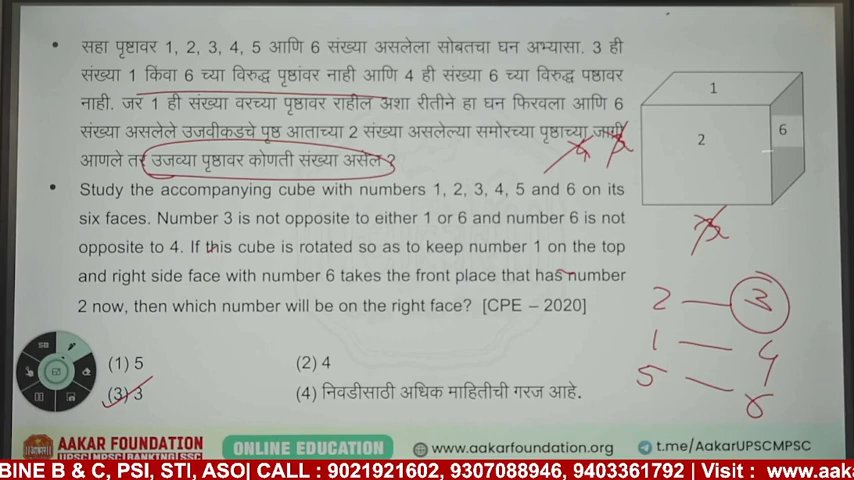 • सहा पृष्टावर 1, 2, 3, 4, 5 आणि 6 संख्या असलेला सोबतचा घन अभ्यासा. 3 ही
संख्या 1 किंवा 6 च्या विरुद्ध पृष्ठांवर नाही आणि 4 ही संख्या 6 च्या विरुद्ध पष्ठावर
नाही. जर 1 ही संख्या वरच्या पृष्ठावर राहील अशा रीतीने हा घन फिरवला आणि 6
संख्या असलेले उजवीकडचे पृष्ठ आताच्या 2 संख्या असलेल्या समोरच्या पृष्ठाच्या जागी
आणले तर उजव्या पृष्ठावर कोणती संख्या असेल ?
• Study the accompanying cube with numbers 1, 2, 3, 4, 5 and 6 on its
six faces. Number 3 is not opposite to either 1 or 6 and number 6 is not
opposite to 4. If this cube is rotated so as to keep number 1 on the top
and right side face with number 6 takes the front place that has number
2 now, then which number will be on the right face? [CPE – 2020]
(1) 5
(2) 4
(3) 3
(4) निवडीसाठी अधिक माहितीची गरज आहे.
1
2
6
2 — 3
1 — 4
5 — 6
AAKAR FOUNDATION
UPSC|MPSC|BANKING|SSC
ONLINE EDUCATION
www.aakarfoundation.org
t.me/AakarUPSCMPSC
BINE B & C, PSI, STI, ASO| CALL : 9021921602, 9307088946, 9403361792 | Visit : www.aaka